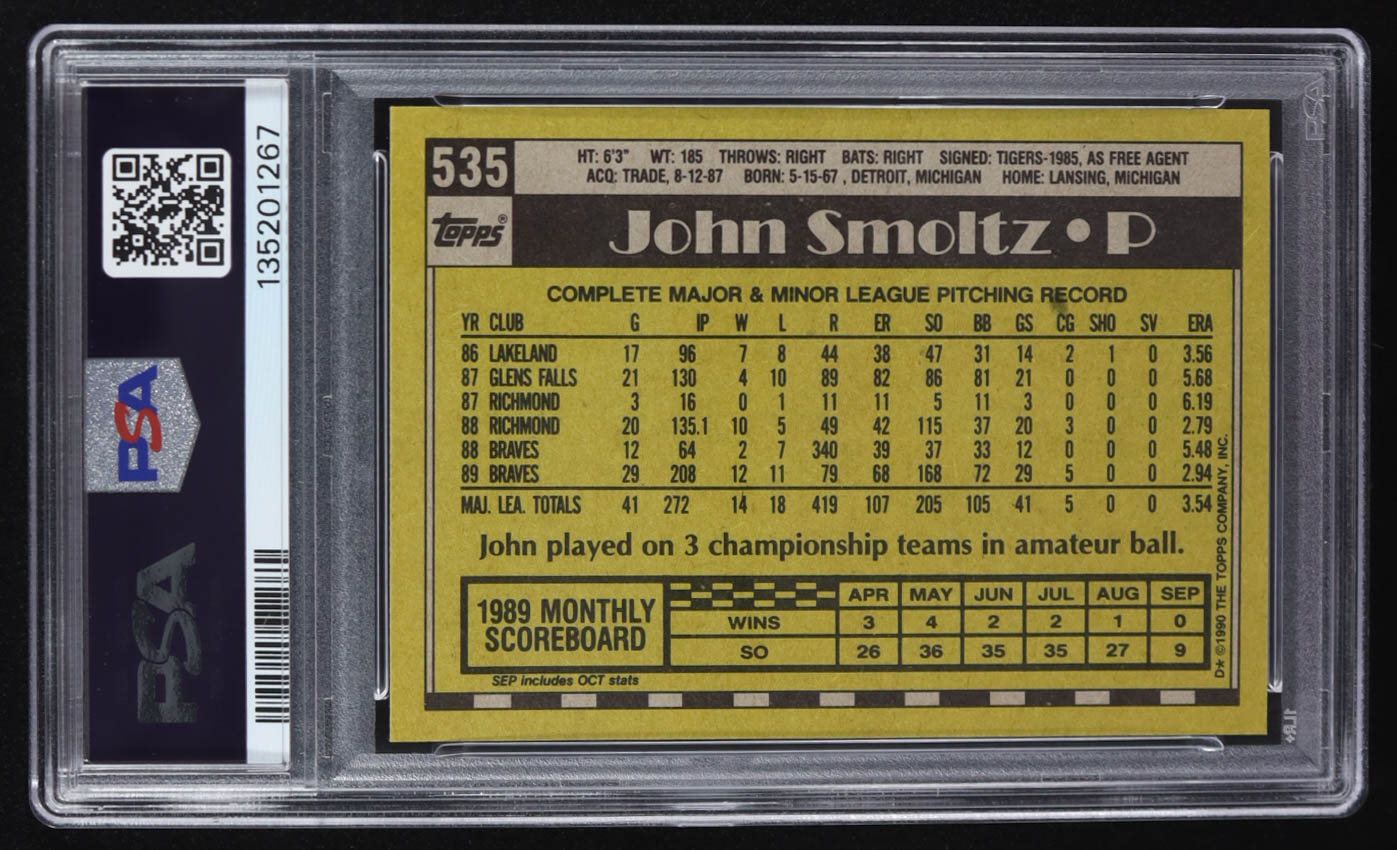 135201267
PSA
PSA
PSA
535
HT: 6'3" WT: 185 THROWS: RIGHT BATS: RIGHT SIGNED: TIGERS-1985, AS FREE AGENT
ACQ: TRADE, 8-12-87 BORN: 5-15-67 , DETROIT, MICHIGAN HOME: LANSING, MICHIGAN
Topps®
John Smoltz • P
COMPLETE MAJOR & MINOR LEAGUE PITCHING RECORD
YR CLUB G IP W L R ER SO BB GS CG SHO SV ERA
86 LAKELAND 17 96 7 8 44 38 47 31 14 2 1 0 3.56
87 GLENS FALLS 21 130 4 10 89 82 86 81 21 0 0 0 5.68
87 RICHMOND 3 16 0 1 11 11 5 11 3 0 0 0 6.19
88 RICHMOND 20 135.1 10 5 49 42 115 37 20 3 0 0 2.79
88 BRAVES 12 64 2 7 340 39 37 33 12 0 0 0 5.48
89 BRAVES 29 208 12 11 79 68 168 72 29 5 0 0 2.94
MAJ. LEA. TOTALS 41 272 14 18 419 107 205 105 41 5 0 0 3.54
John played on 3 championship teams in amateur ball.
1989 MONTHLY
SCOREBOARD
APR MAY JUN JUL AUG SEP
WINS 3 4 2 2 1 0
SO 26 36 35 35 27 9
SEP includes OCT stats
D* ©1990 THE TOPPS COMPANY, INC.